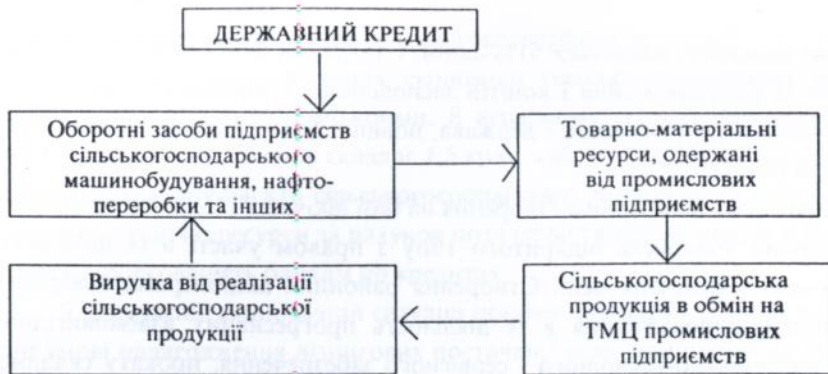 ДЕРЖАВНИЙ КРЕДИТ
Оборотні засоби підприємств
сільськогосподарського
машинобудування, нафто-
переробки та інших
Товарно-матеріальні
ресурси, одержані
від промислових
підприємств
Виручка від реалізації
сільськогосподарської
продукції
Сільськогосподарська
продукція в обмін на
ТМЦ промислових
підприємств